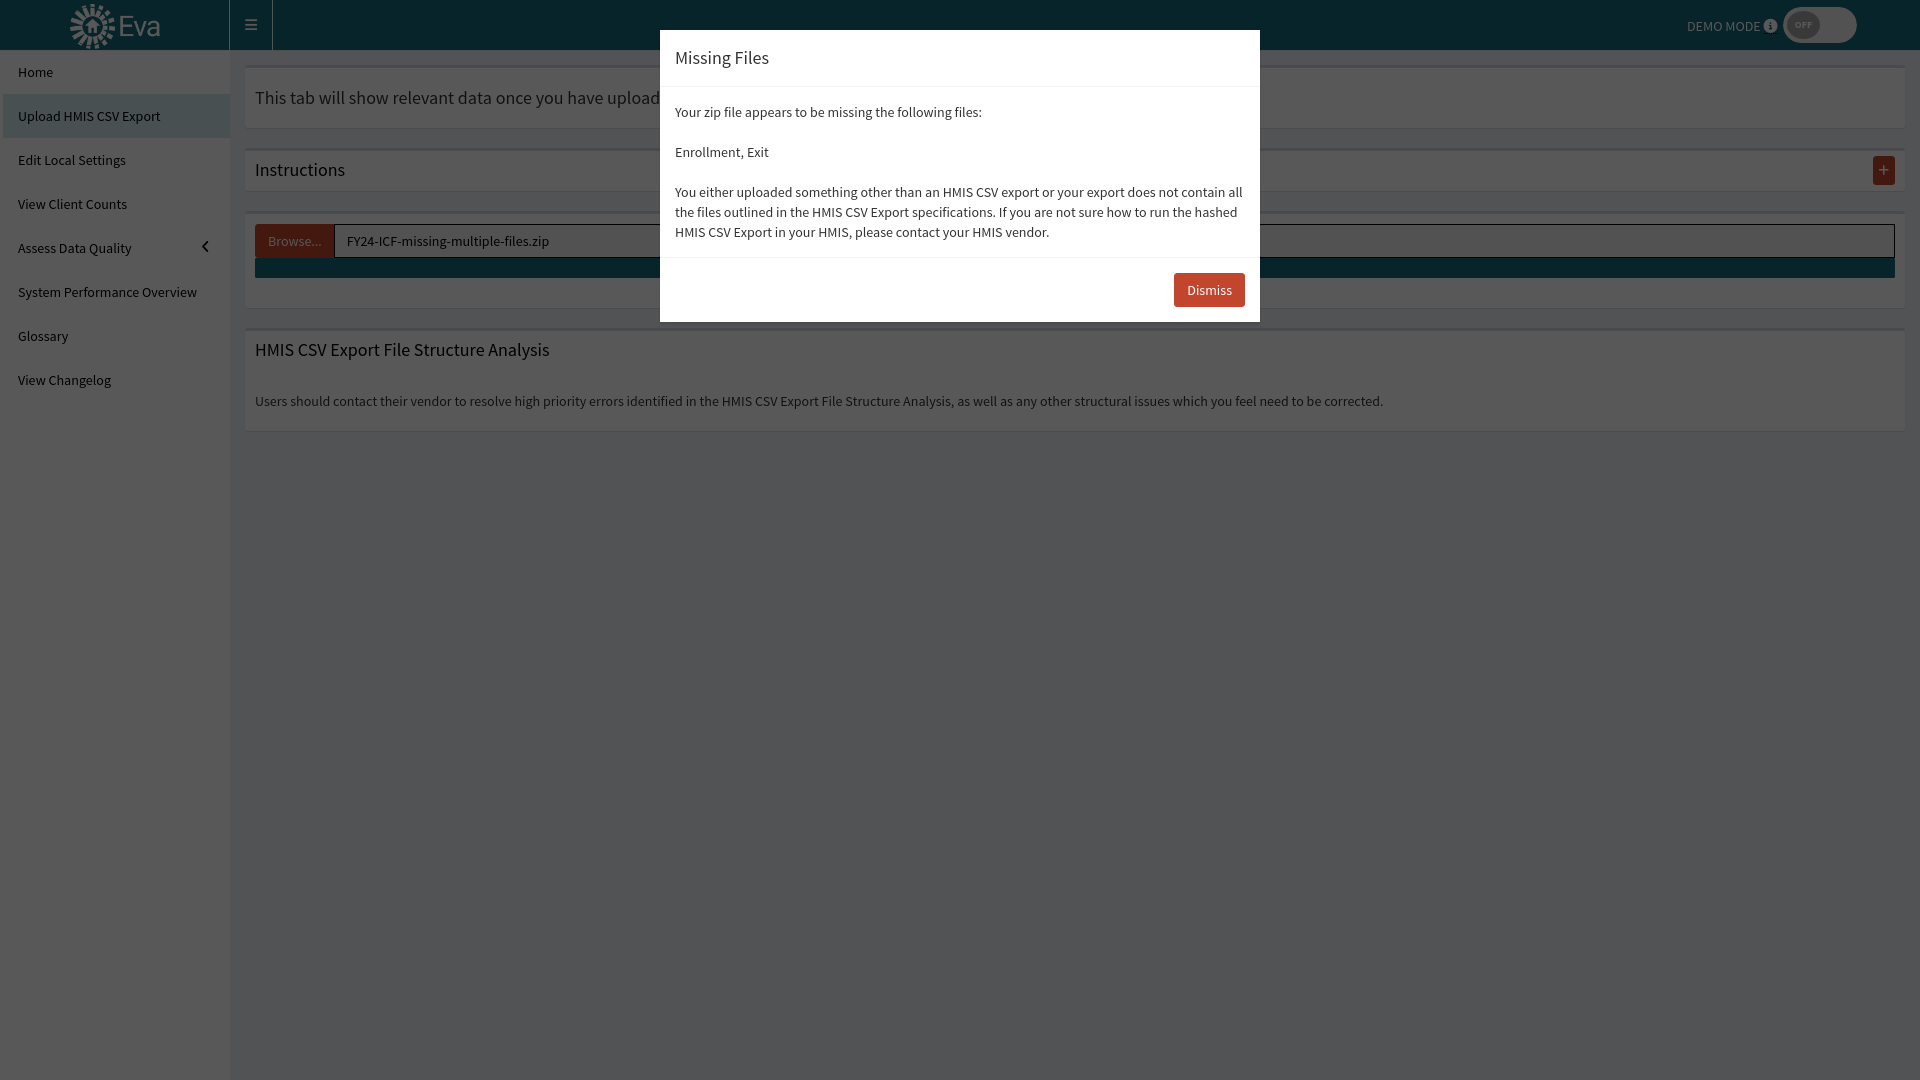 Eva
DEMO MODE
OFF
Home
Upload HMIS CSV Export
Edit Local Settings
View Client Counts
Assess Data Quality
System Performance Overview
Glossary
View Changelog
This tab will show relevant data once you have upload
Instructions
+
Browse...
FY24-ICF-missing-multiple-files.zip
HMIS CSV Export File Structure Analysis
Users should contact their vendor to resolve high priority errors identified in the HMIS CSV Export File Structure Analysis, as well as any other structural issues which you feel need to be corrected.
Missing Files
Your zip file appears to be missing the following files:
Enrollment, Exit
You either uploaded something other than an HMIS CSV export or your export does not contain all
the files outlined in the HMIS CSV Export specifications. If you are not sure how to run the hashed
HMIS CSV Export in your HMIS, please contact your HMIS vendor.
Dismiss